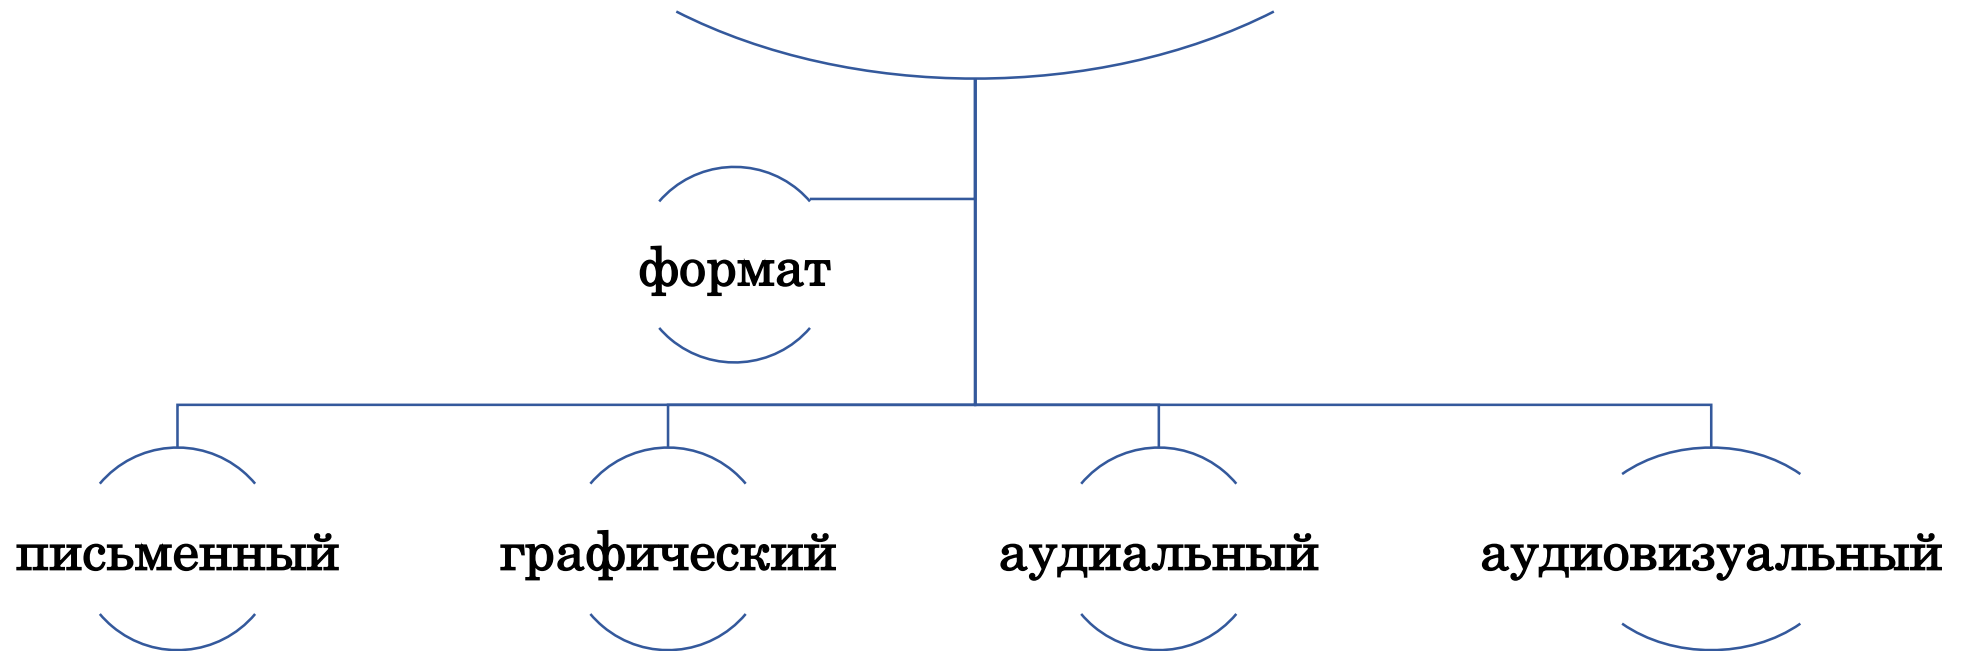 формат
письменный графический аудиальный аудиовизуальный